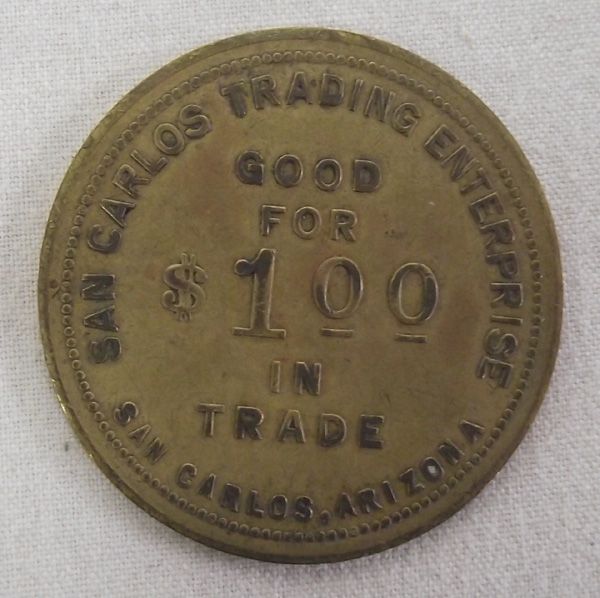 SAN CARLOS TRADING ENTERPRISE
GOOD
FOR
$100
IN
TRADE
SAN CARLOS, ARIZONA